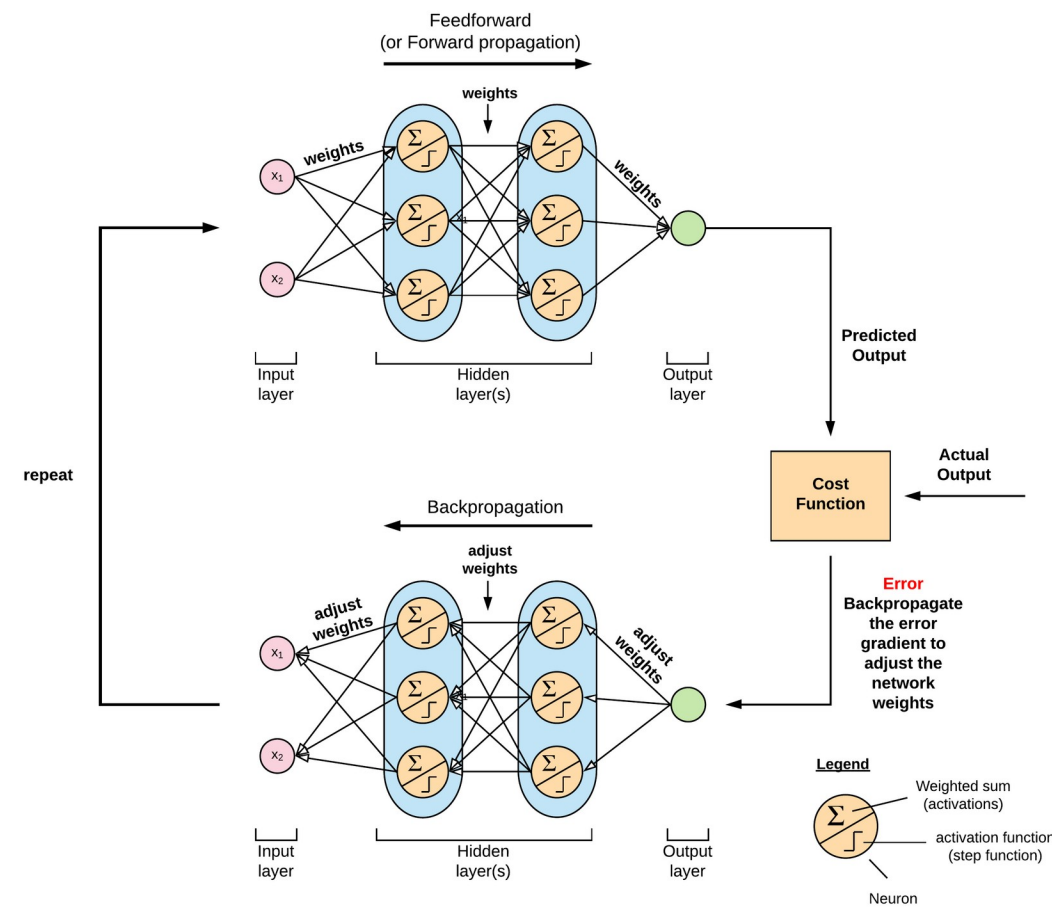 Feedforward
(or Forward propagation)
weights
weights
weights
Σ
Σ
x1
Σ
x1
Σ
x2
Σ
Σ
Input
layer
Hidden
layer(s)
Output
layer
Predicted
Output
repeat
Cost
Function
Actual
Output
Backpropagation
adjust
weights
adjust
weights
adjust
weights
Error
Backpropagate
the error
gradient to
adjust the
network
weights
Σ
Σ
x1
Σ
Σ
x2
Σ
Σ
Input
layer
Hidden
layer(s)
Output
layer
Legend
Σ
Weighted sum
(activations)
activation function
(step function)
Neuron